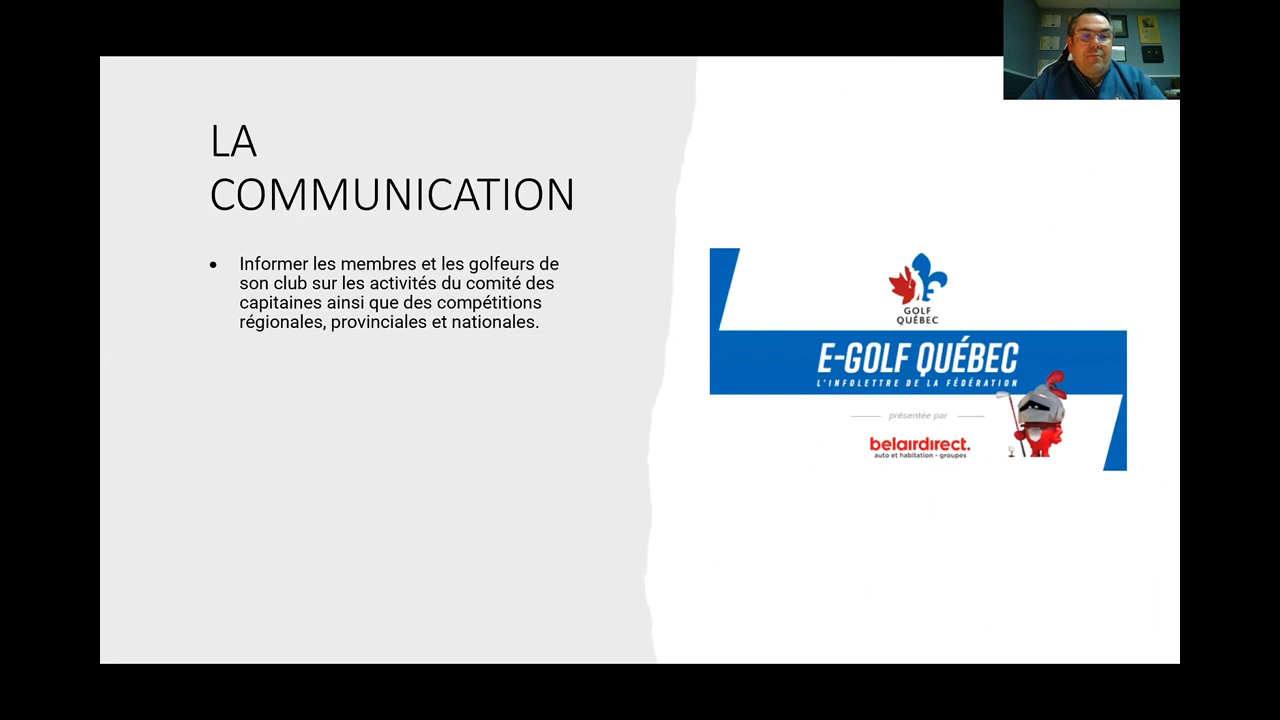 LA
COMMUNICATION
• Informer les membres et les golfeurs de
son club sur les activités du comité des
capitaines ainsi que des compétitions
régionales, provinciales et nationales.
GOLF
QUÉBEC
E-GOLF QUÉBEC
L'INFOLETTRE DE LA FÉDÉRATION
présentée par
belairdirect.
auto et habitation - groupes